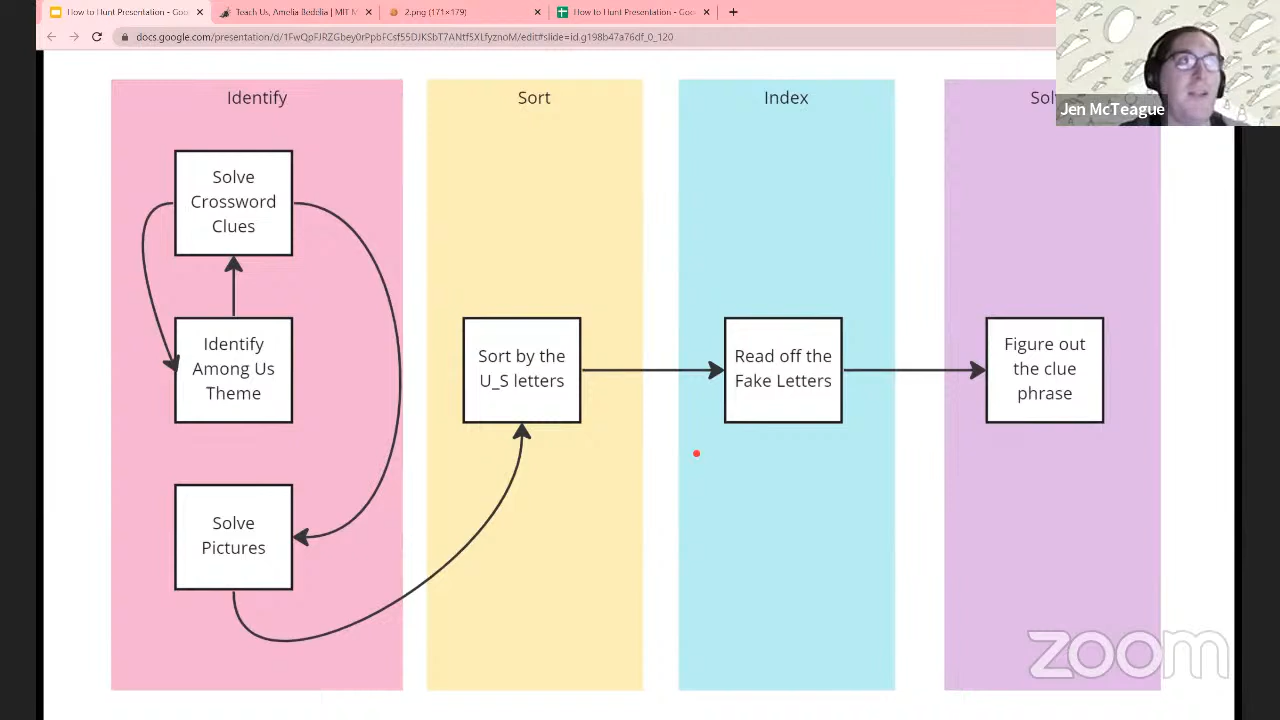 How to Hunt Presentation - Goo
Teach Us, Amelia Bedelia | MIT M
2.png (171×179)
How to Hunt Presentation - Goo
docs.google.com/presentation/d/1FwQpFJRZGbey0rPpbFCsf55DJKSbT7ANtf5XLfyznoM/edit#slide=id.g198b47a76df_0_120
Identify
Sort
Index
Sol
Jen McTeague
Solve
Crossword
Clues
Identify
Among Us
Theme
Solve
Pictures
Sort by the
U_S letters
Read off the
Fake Letters
Figure out
the clue
phrase
zoom